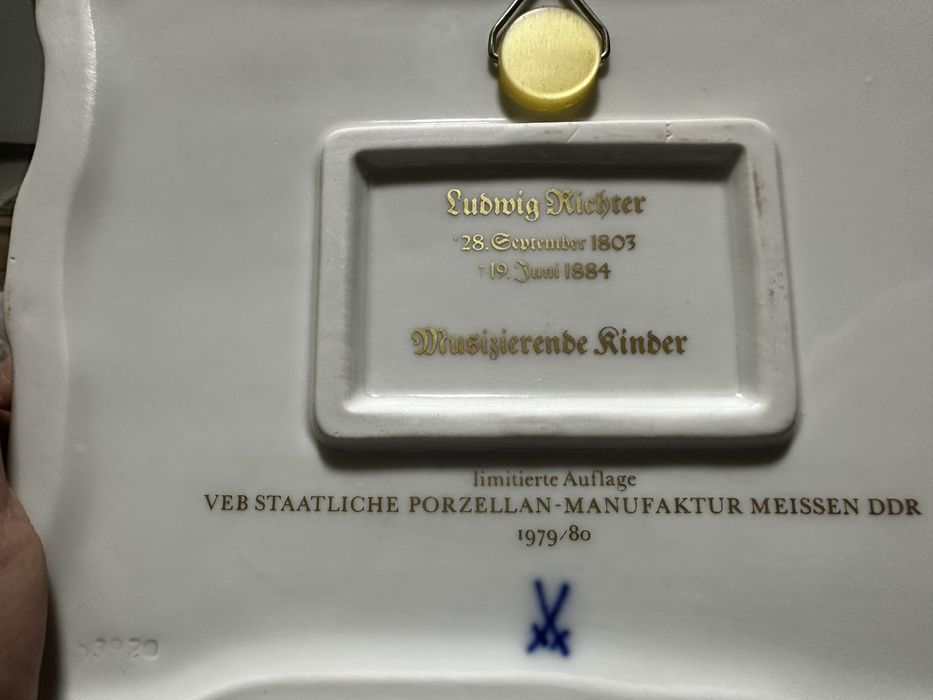 Ludwig Richter
*28. September 1803
†19. Juni 1884
Musizierende Kinder
limitierte Auflage
VEB STAATLICHE PORZELLAN-MANUFAKTUR MEISSEN DDR
1979/80